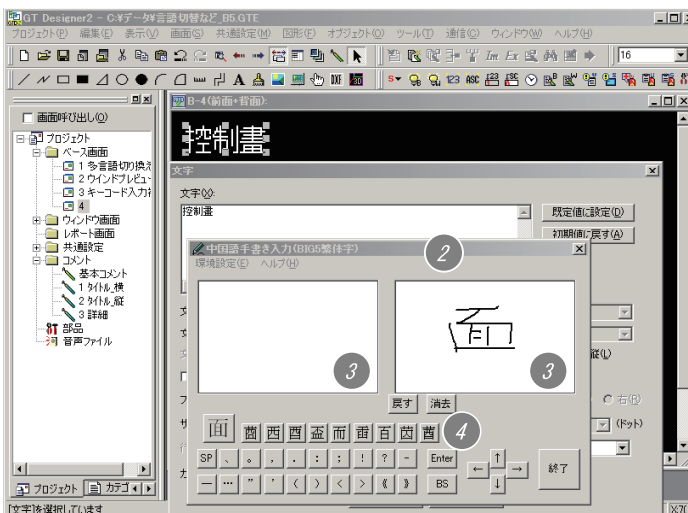 GT Designer2 - C:¥データ¥言語切替など_B5.GTE
プロジェクト(P) 編集(E) 表示(V) 画面(S) 共通設定(M) 図形(F) オブジェクト(O) ツール(T) 通信(C) ウィンドウ(W) ヘルプ(H)
16
画面呼び出し(O)
プロジェクト
ベース画面
1 多言語切り換え
2 ウインドプレビュー
3 キーコード入力
4
ウィンドウ画面
レポート画面
共通設定
コメント
基本コメント
1 タイトル_横
2 タイトル_縦
3 詳細
部品
音声ファイル
プロジェクト カテゴ
[文字]を選択しています
B-4(前面+背面):
控制畫
文字
文字(X):
控制畫
既定値に設定(D)
初期値に戻す(A)
中国語手書き入力(BIG5繁体字)
環境設定(E) ヘルプ(H)
2
3
3
戻す 消去
面 茴 西 酉 盃 而 番 百 茵 酋
4
SP 、 。 , . : ; ! ? - Enter
— … ” ’ ( ) < > 《 》 BS
← ↑ → ↓
終了
縦(L)
右(R)
(ドット)